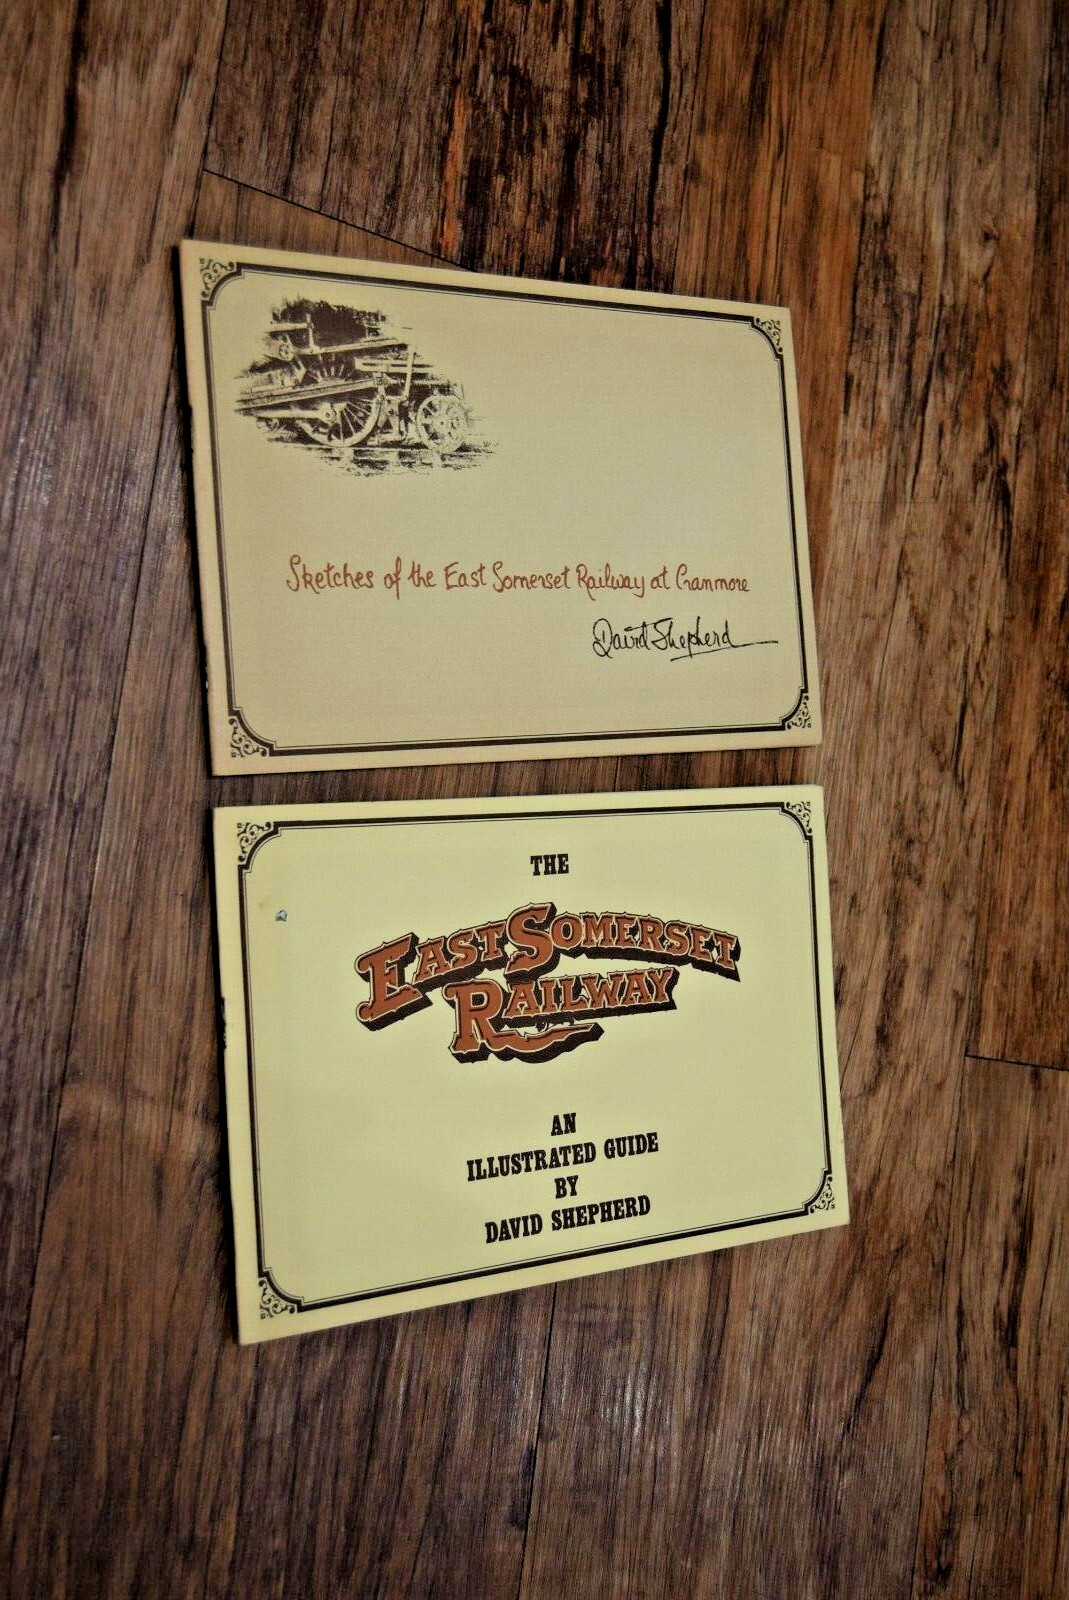 Sketches of the East Somerset Railway at Cranmore
David Shepherd
THE
EAST SOMERSET
RAILWAY
AN
ILLUSTRATED GUIDE
BY
DAVID SHEPHERD